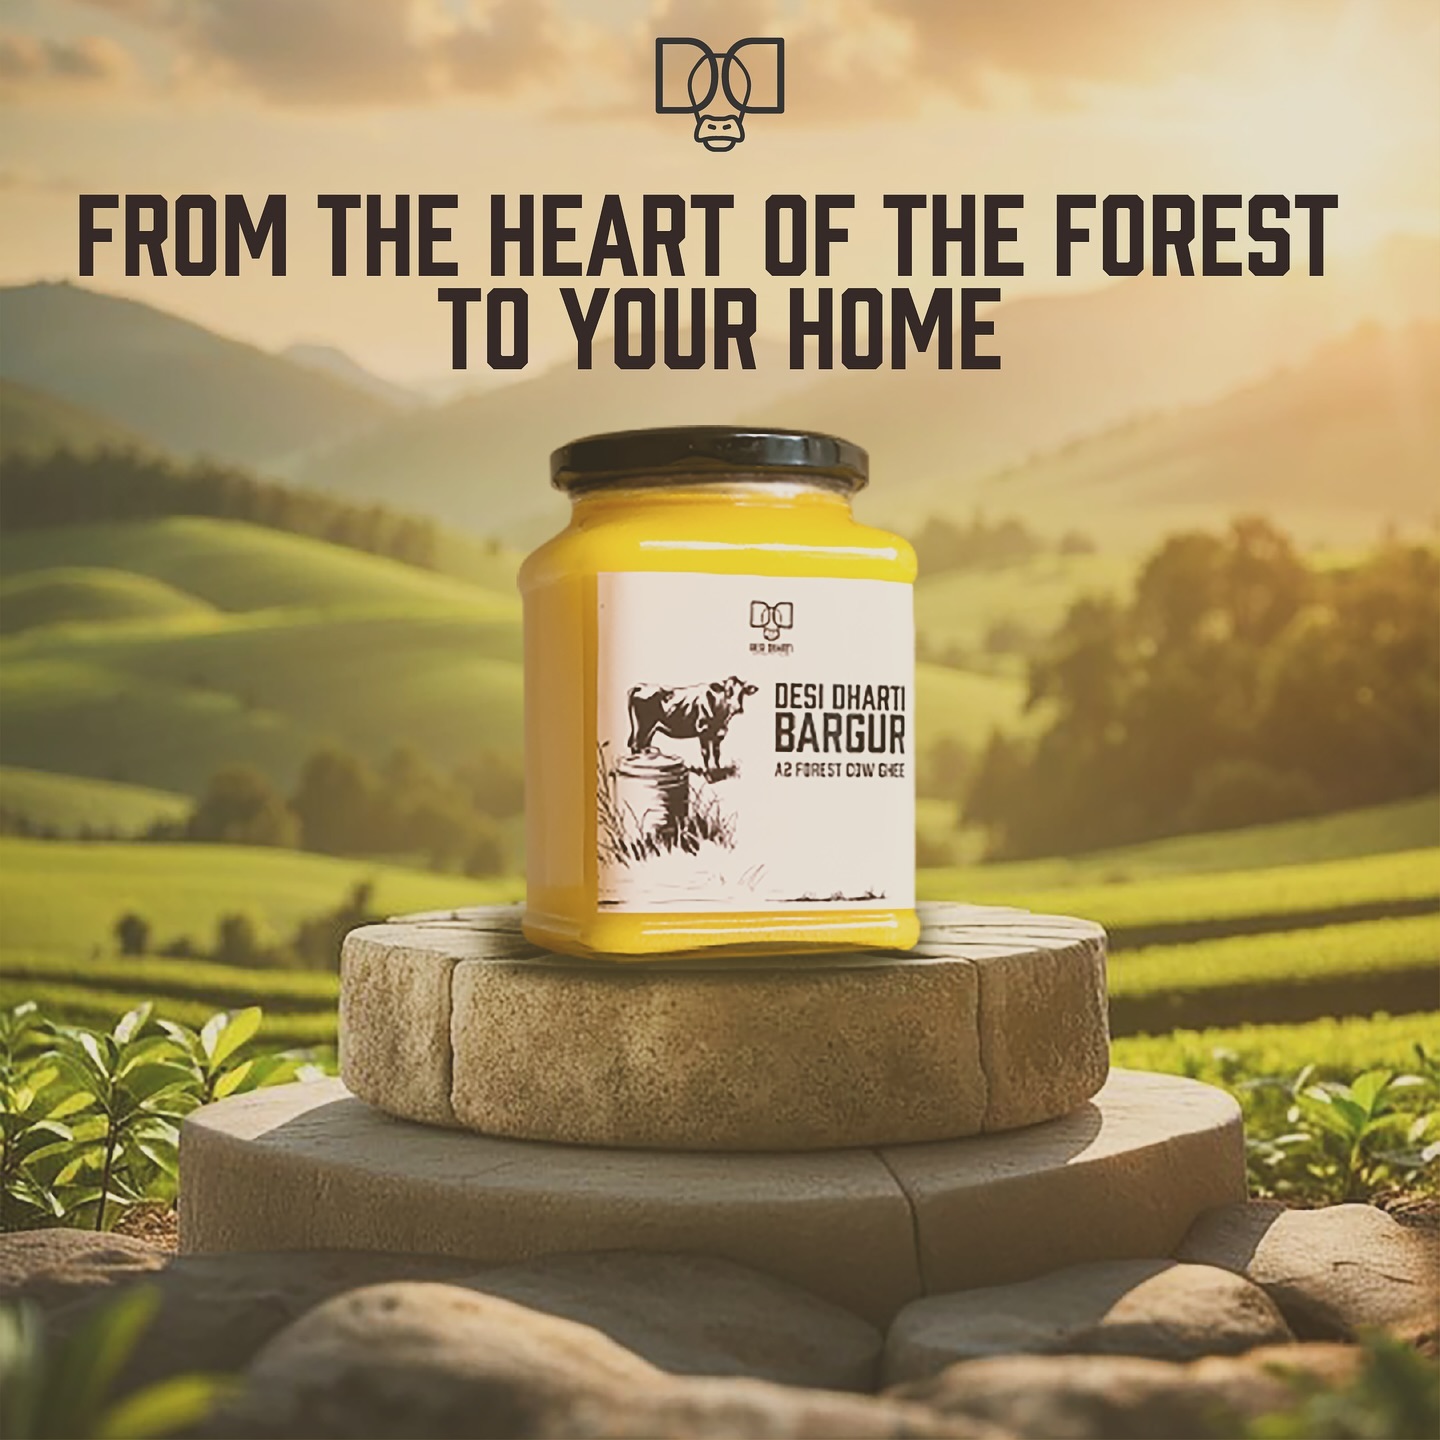 FROM THE HEART OF THE FOREST
TO YOUR HOME
DESI DHARTI
BARGUR
A2 FOREST COW GHEE